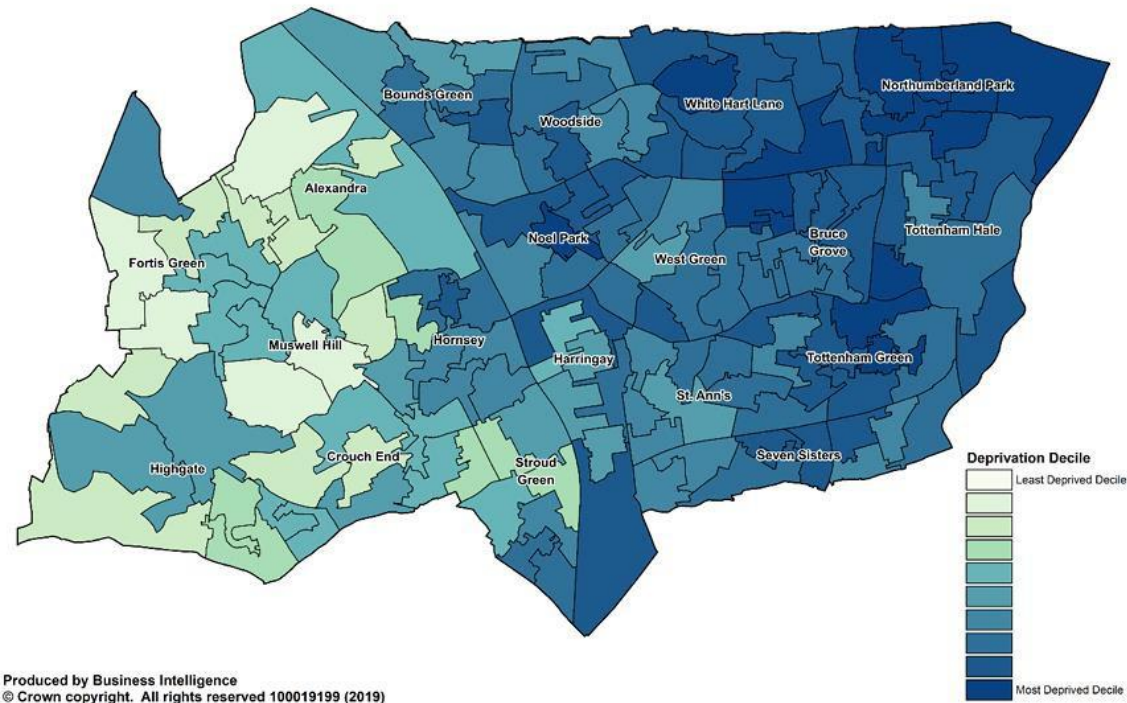 Bounds Green
Northumberland Park
White Hart Lane
Woodside
Alexandra
Fortis Green
Noel Park
West Green
Bruce
Grove
Tottenham Hale
Muswell Hill
Hornsey
Harringay
Tottenham Green
St. Ann's
Highgate
Crouch End
Stroud
Green
Seven Sisters
Deprivation Decile
Least Deprived Decile
Most Deprived Decile
Produced by Business Intelligence
© Crown copyright. All rights reserved 100019199 (2019)